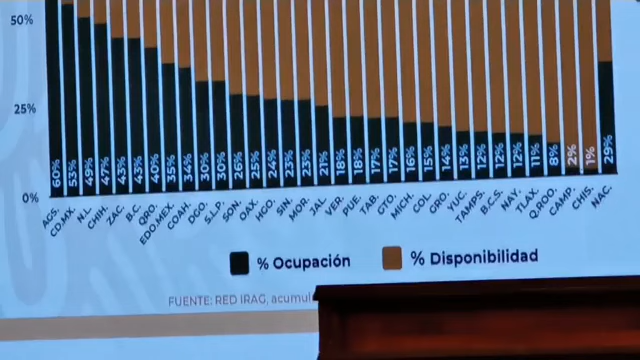 50%
25%
0%
60% 53% 49% 47% 43% 43% 40% 35% 34% 30% 30% 26% 25% 24% 23% 23% 21% 18% 18% 17% 17% 16% 15% 14% 13% 12% 12% 12% 11% 8% 2% 1% 29%
AGS. CD.MX. N.L. CHIH. ZAC. B.C. QRO. EDO.MEX. COAH. DGO. S.L.P. SON. OAX. HGO. SIN. MOR. JAL. VER. PUE. TAB. GTO. MICH. COL. GRO. YUC. TAMPS. B.C.S. NAY. TLAX. Q.ROO. CAMP. CHIS. NAC.
% Ocupación % Disponibilidad
FUENTE: RED IRAG, acumul